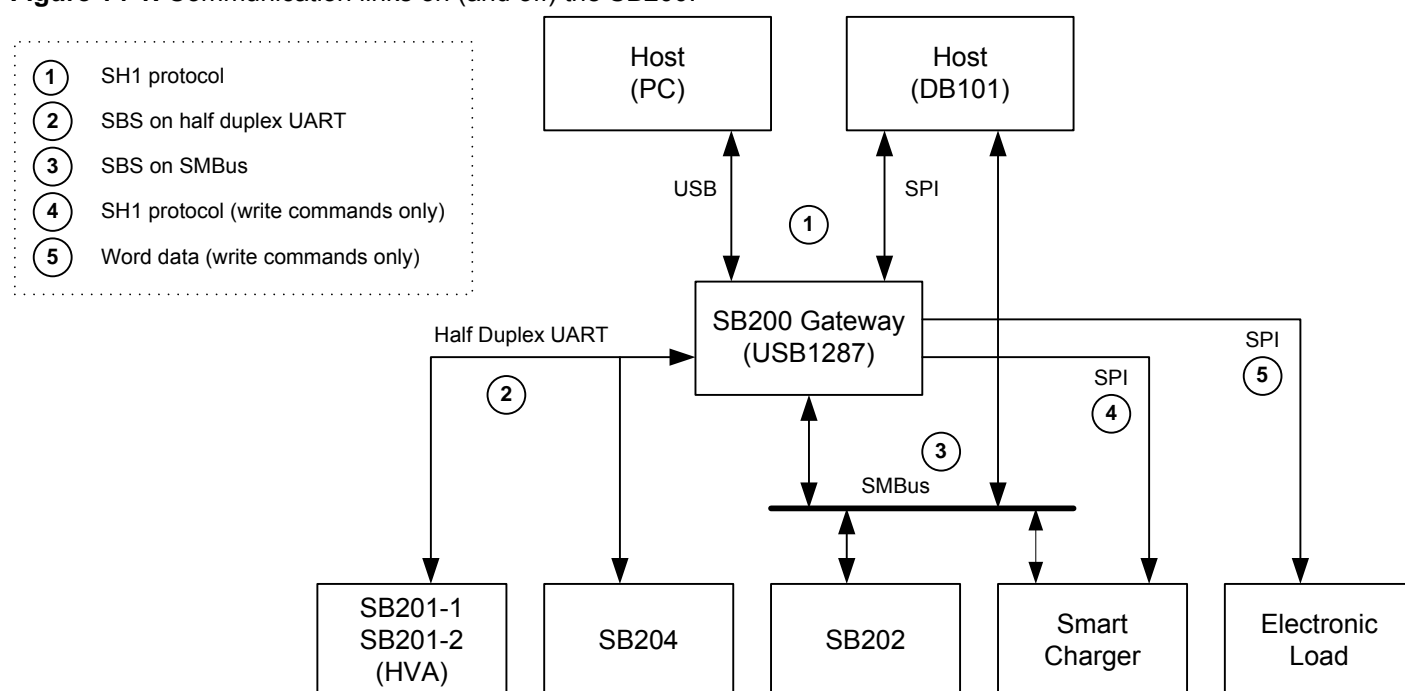 Figure Communication links on (and off) the SB200.
1 SH1 protocol
2 SBS on half duplex UART
3 SBS on SMBus
4 SH1 protocol (write commands only)
5 Word data (write commands only)
Host
(PC)
Host
(DB101)
USB
SPI
1
SB200 Gateway
(USB1287)
Half Duplex UART
2
SPI
5
SPI
4
3
SMBus
SB201-1
SB201-2
(HVA)
SB204
SB202
Smart
Charger
Electronic
Load